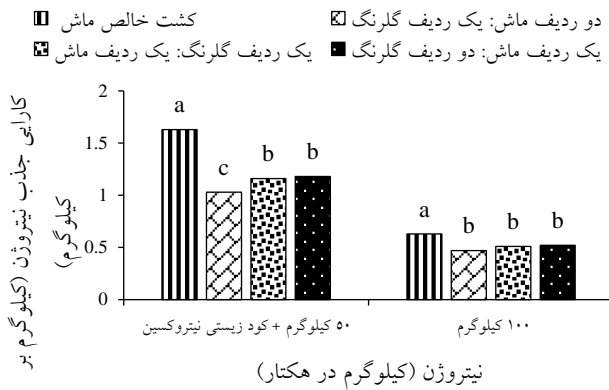 کشت خالص ماش
دو ردیف ماش: یک ردیف گلرنگ
یک ردیف گلرنگ: یک ردیف ماش
یک ردیف ماش: دو ردیف گلرنگ
کارایی جذب نیتروژن (کیلوگرم بر
کیلوگرم)
2
1.5
1
0.5
0
a
c
b
b
a
b
b
b
۵۰ کیلوگرم + کود زیستی نیتروکسین
۱۰۰ کیلوگرم
نیتروژن (کیلوگرم در هکتار)